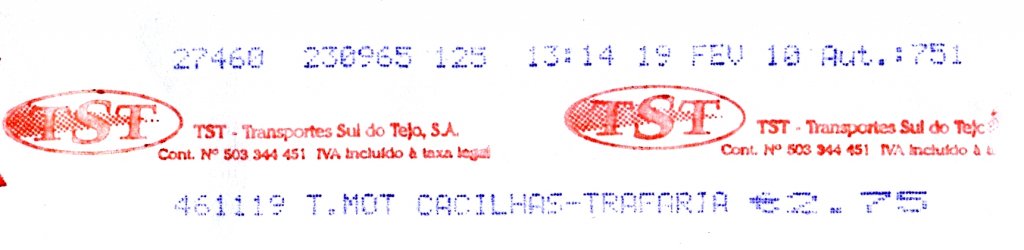 27460 230965 125 13:14 19 FEV 10 Aut.:751
TST TST
TST - Transportes Sul do Tejo, S.A. TST - Transportes Sul do Tejo
Cont. Nº 503 344 451 IVA incluído à taxa legal Cont. Nº 503 344 451 IVA incluído à
461119 T.MOT CACILHAS-TRAFARIA €2.75